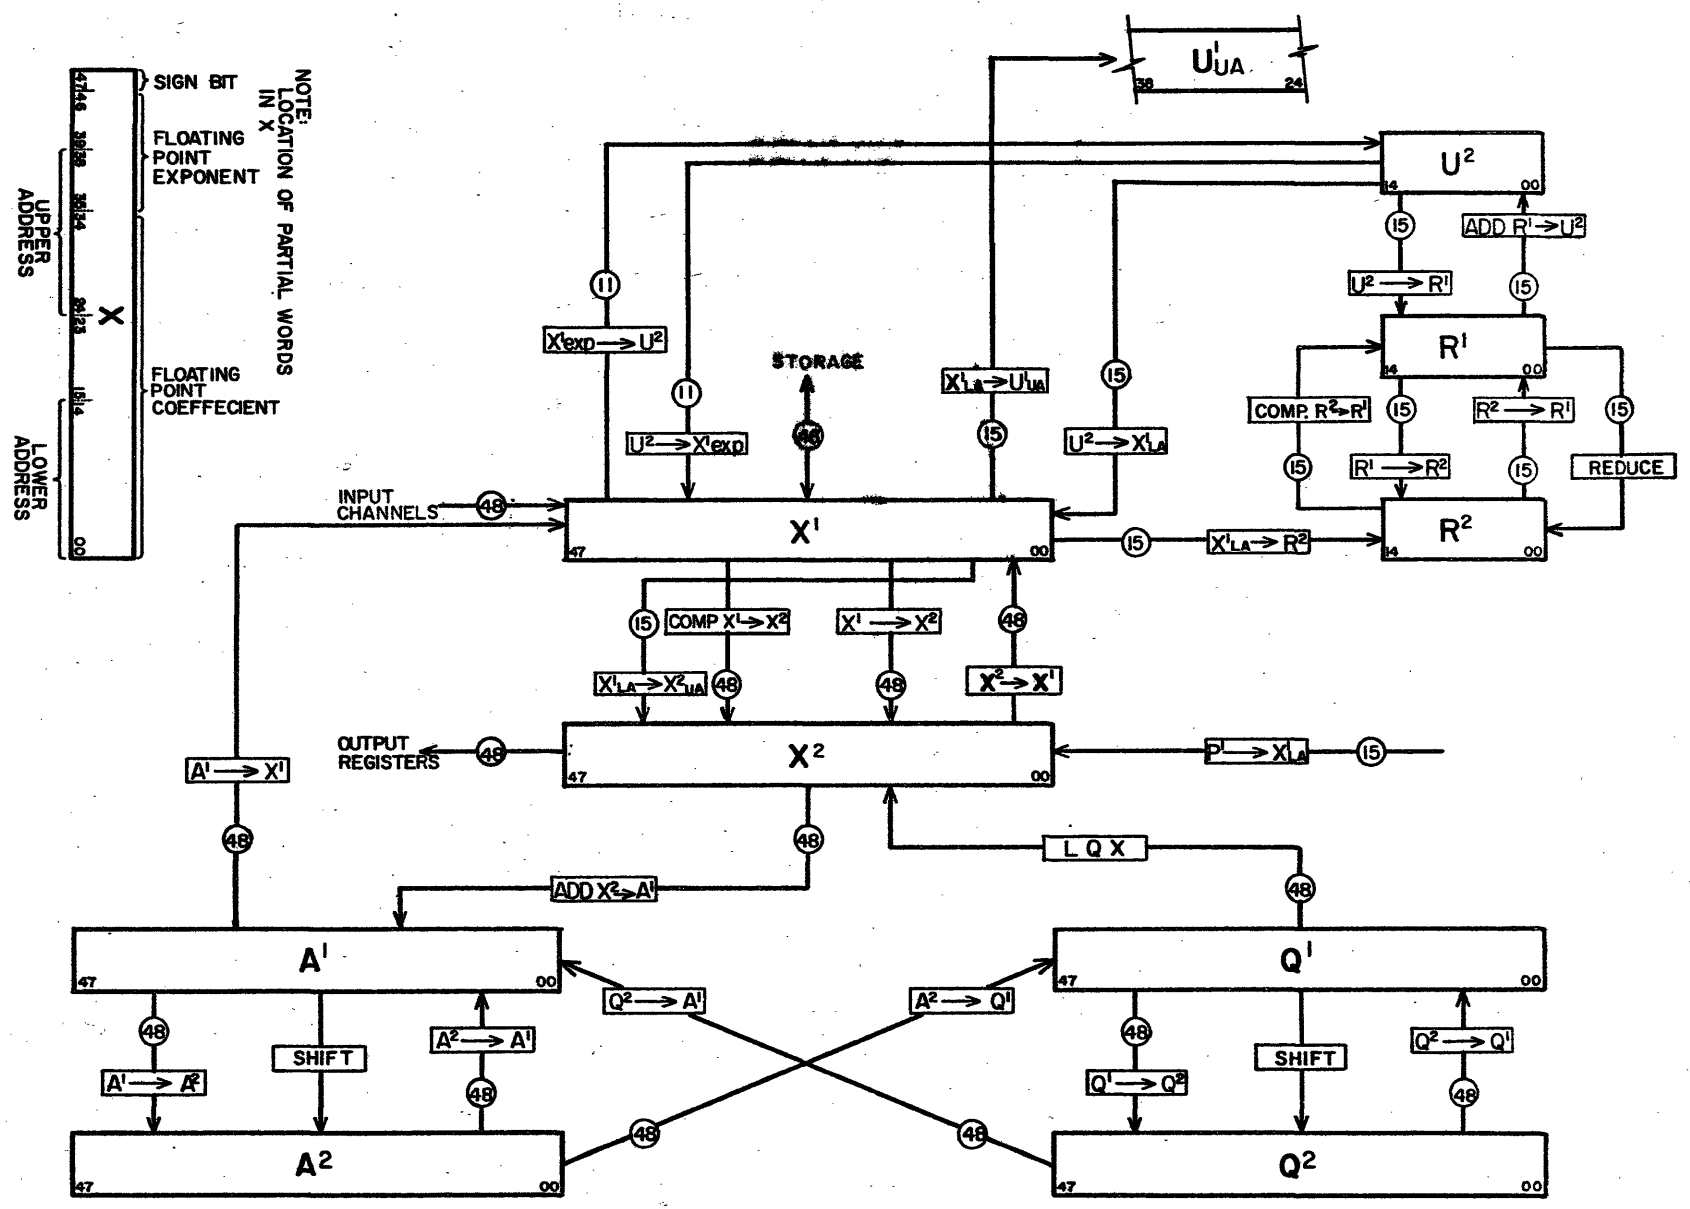 U¹UA
38 24
47 46
SIGN BIT
39 38
FLOATING
POINT
EXPONENT
35 34
UPPER
ADDRESS
24 23
X
15 14
FLOATING
POINT
COEFFECIENT
LOWER
ADDRESS
00
NOTE:
LOCATION OF PARTIAL WORDS
IN X
U²
14 00
15
ADD R¹→U²
U²→R¹
15
11
X¹exp→U²
R¹
14 00
STORAGE
X¹LA→U¹UA
15
11
COMP. R²→R¹
15
R²→R¹
15
U²→X¹exp
48
15
U²→X¹LA
15
R¹→R²
15
REDUCE
INPUT
CHANNELS
48
X¹
47 00
15
X¹LA→R²
R²
14 00
15
COMP X¹→X²
X¹→X²
48
X¹LA→X²UA
48
48
X²→X¹
OUTPUT
REGISTERS
48
X²
47 00
P¹→X¹LA
15
A¹→X¹
48
48
L Q X
ADD X²→A¹
48
A¹
47 00
Q¹
47 00
Q²→A¹
A²→Q¹
48
SHIFT
A²→A¹
A¹→A²
48
48
SHIFT
Q²→Q¹
Q¹→Q²
48
48
48
A²
47 00
Q²
47 00